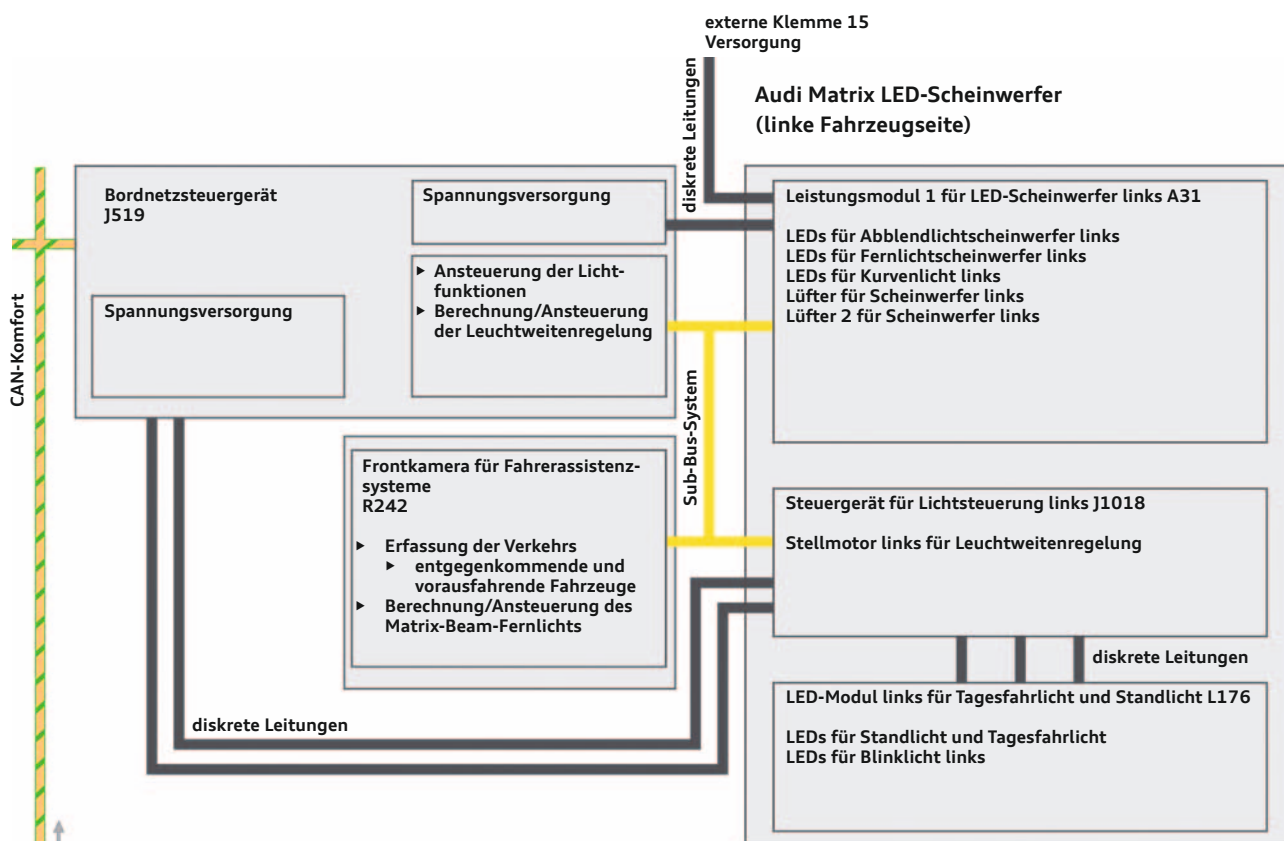 externe Klemme 15
Versorgung
diskrete Leitungen
Audi Matrix LED-Scheinwerfer
(linke Fahrzeugseite)
CAN-Komfort
Bordnetzsteuergerät
J519
Spannungsversorgung
Spannungsversorgung
▶ Ansteuerung der Licht-
funktionen
▶ Berechnung/Ansteuerung
der Leuchtweitenregelung
Leistungsmodul 1 für LED-Scheinwerfer links A31
LEDs für Abblendlichtscheinwerfer links
LEDs für Fernlichtscheinwerfer links
LEDs für Kurvenlicht links
Lüfter für Scheinwerfer links
Lüfter 2 für Scheinwerfer links
Sub-Bus-System
Frontkamera für Fahrerassistenz-
systeme
R242
▶ Erfassung der Verkehrs
▶ entgegenkommende und
vorausfahrende Fahrzeuge
▶ Berechnung/Ansteuerung des
Matrix-Beam-Fernlichts
Steuergerät für Lichtsteuerung links J1018
Stellmotor links für Leuchtweitenregelung
diskrete Leitungen
diskrete Leitungen
LED-Modul links für Tagesfahrlicht und Standlicht L176
LEDs für Standlicht und Tagesfahrlicht
LEDs für Blinklicht links